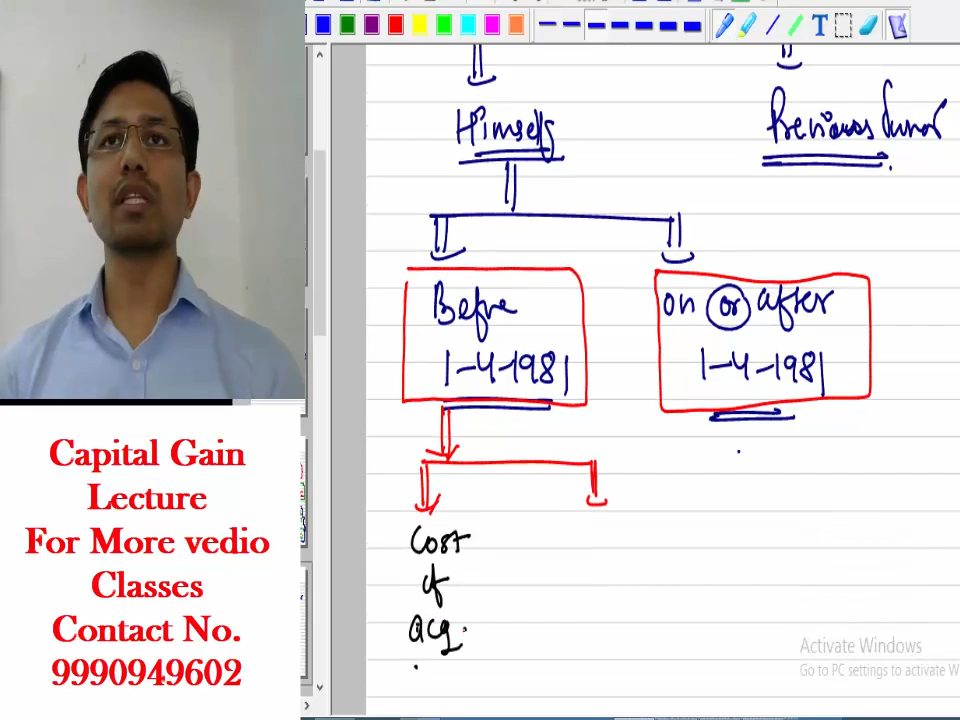 Himself
Previous Owner
Before
1-4-1981
on or after
1-4-1981
Cost
of
acq.
Capital Gain
Lecture
For More vedio
Classes
Contact No.
9990949602
Activate Windows
Go to PC settings to activate W